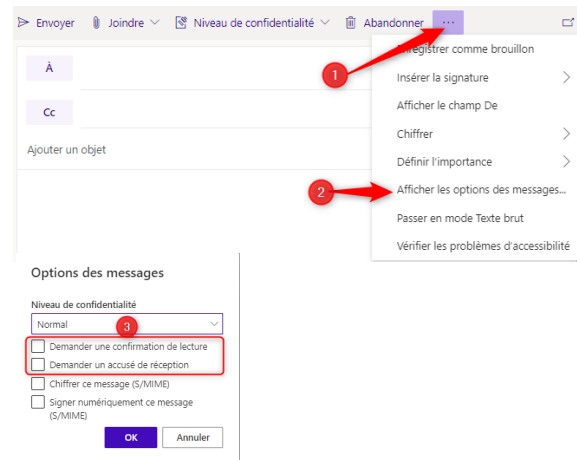 Envoyer Joindre Niveau de confidentialité Abandonner ...
Enregistrer comme brouillon
1
À
Insérer la signature
Afficher le champ De
Cc
Chiffrer
Ajouter un objet
Définir l'importance
2
Afficher les options des messages...
Passer en mode Texte brut
Vérifier les problèmes d'accessibilité
Options des messages
Niveau de confidentialité
Normal
3
Demander une confirmation de lecture
Demander un accusé de réception
Chiffrer ce message (S/MIME)
Signer numériquement ce message
(S/MIME)
OK Annuler